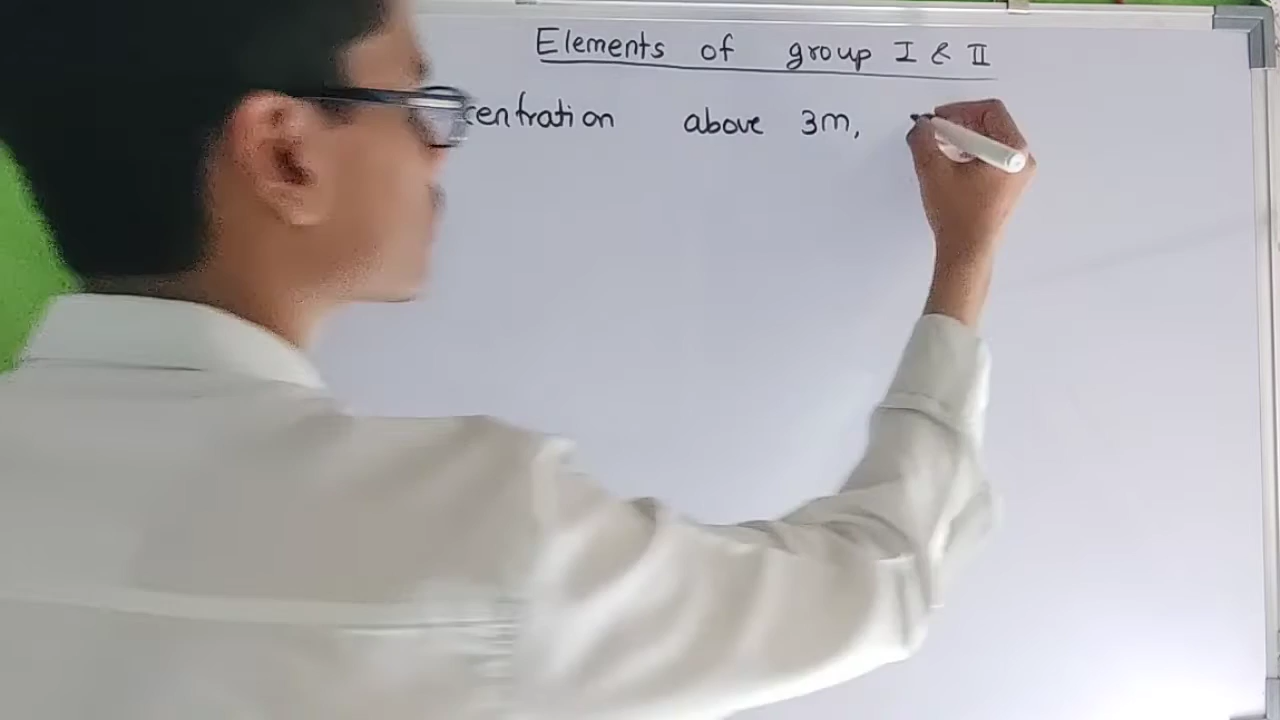 Elements of group I & II
centration above 3m,